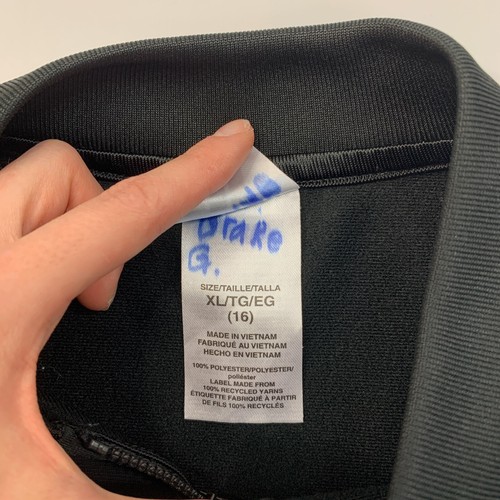 Drake
G.
SIZE/TAILLE/TALLA
XL/TG/EG
(16)
MADE IN VIETNAM
FABRIQUÉ AU VIETNAM
HECHO EN VIETNAM
100% POLYESTER/POLYESTER/
poliéster
LABEL MADE FROM
100% RECYCLED YARNS
ÉTIQUETTE FABRIQUÉE À PARTIR
DE FILS 100% RECYCLÉS